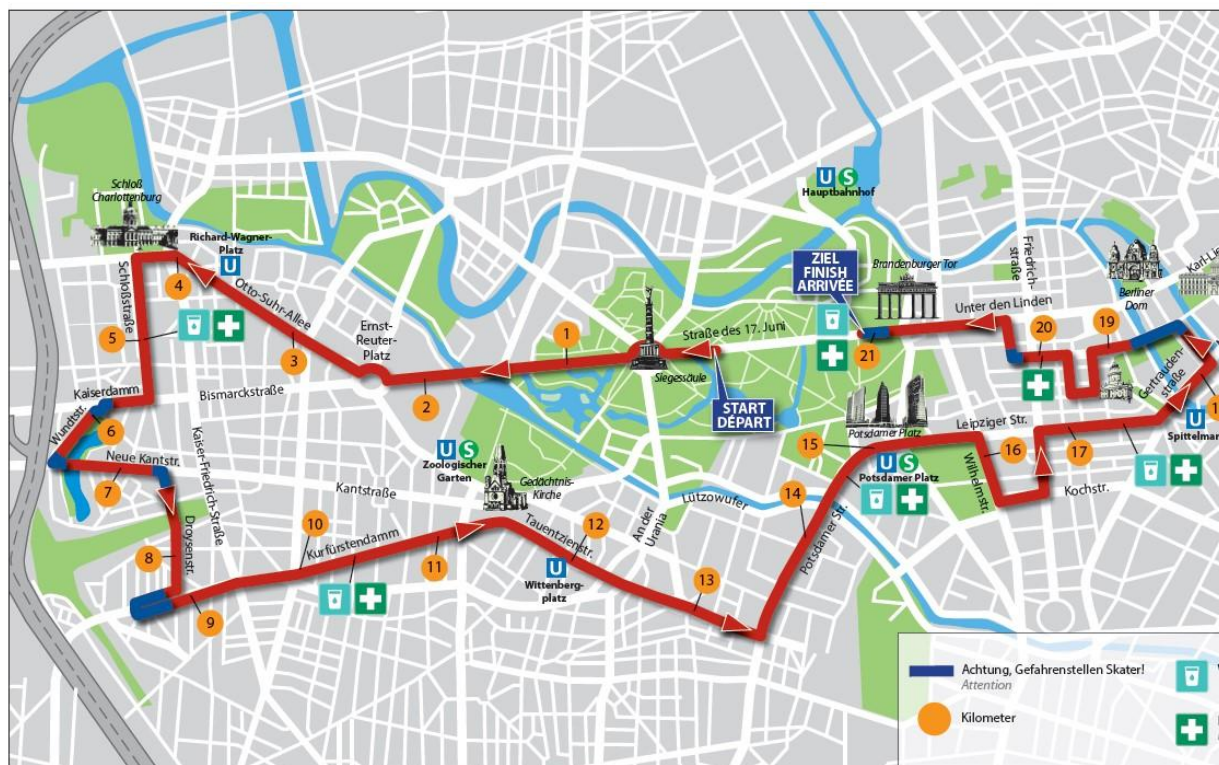 Schloß
Charlottenburg
Richard-Wagner-
Platz
U
4
Schloßstraße
5
Otto-Suhr-Allee
3
Ernst-
Reuter-
Platz
Bismarckstraße
Kaiserdamm
2
1
Siegessäule
Straße des 17. Juni
START
DÉPART
U S
Hauptbahnhof
ZIEL
FINISH
ARRIVÉE
21
Brandenburger Tor
Unter den Linden
Friedrich-
straße
20
19
Berliner
Dom
Karl-Lie
Gertrauden-
straße
U
Spittelmar
Leipziger Str.
17
16
Wilhelmstr.
Kochstr.
Potsdamer Platz
15
U S
Potsdamer Platz
14
Potsdamer Str.
Lützowufer
An der
Urania
13
12
Tauentzienstr.
U
Wittenberg-
platz
U S
Zoologischer
Garten
Gedächtnis-
Kirche
Kantstraße
11
Kurfürstendamm
10
9
8
Droysenstr.
Kaiser-Friedrich-Straße
7
Neue Kantstr.
Wundtstr.
6
Achtung, Gefahrenstellen Skater!
Attention
Kilometer